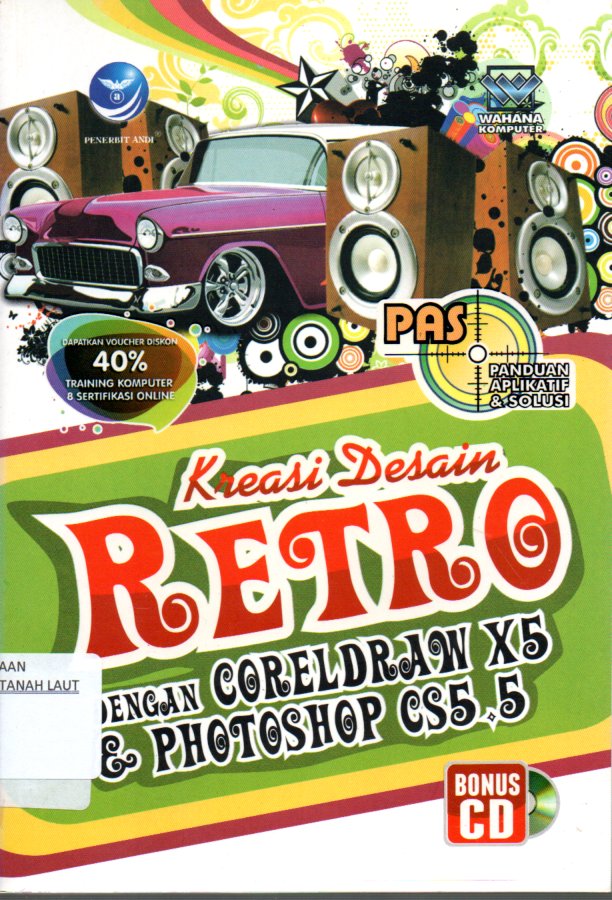 a
PENERBIT ANDI®
WAHANA
KOMPUTER
DAPATKAN VOUCHER DISKON
40%
TRAINING KOMPUTER
& SERTIFIKASI ONLINE
PAS
PANDUAN
APLIKATIF
& SOLUSI
Kreasi Desain
RETRO
DENGAN CORELDRAW X5
& PHOTOSHOP CS5.5
AAN
TANAH LAUT
BONUS
CD